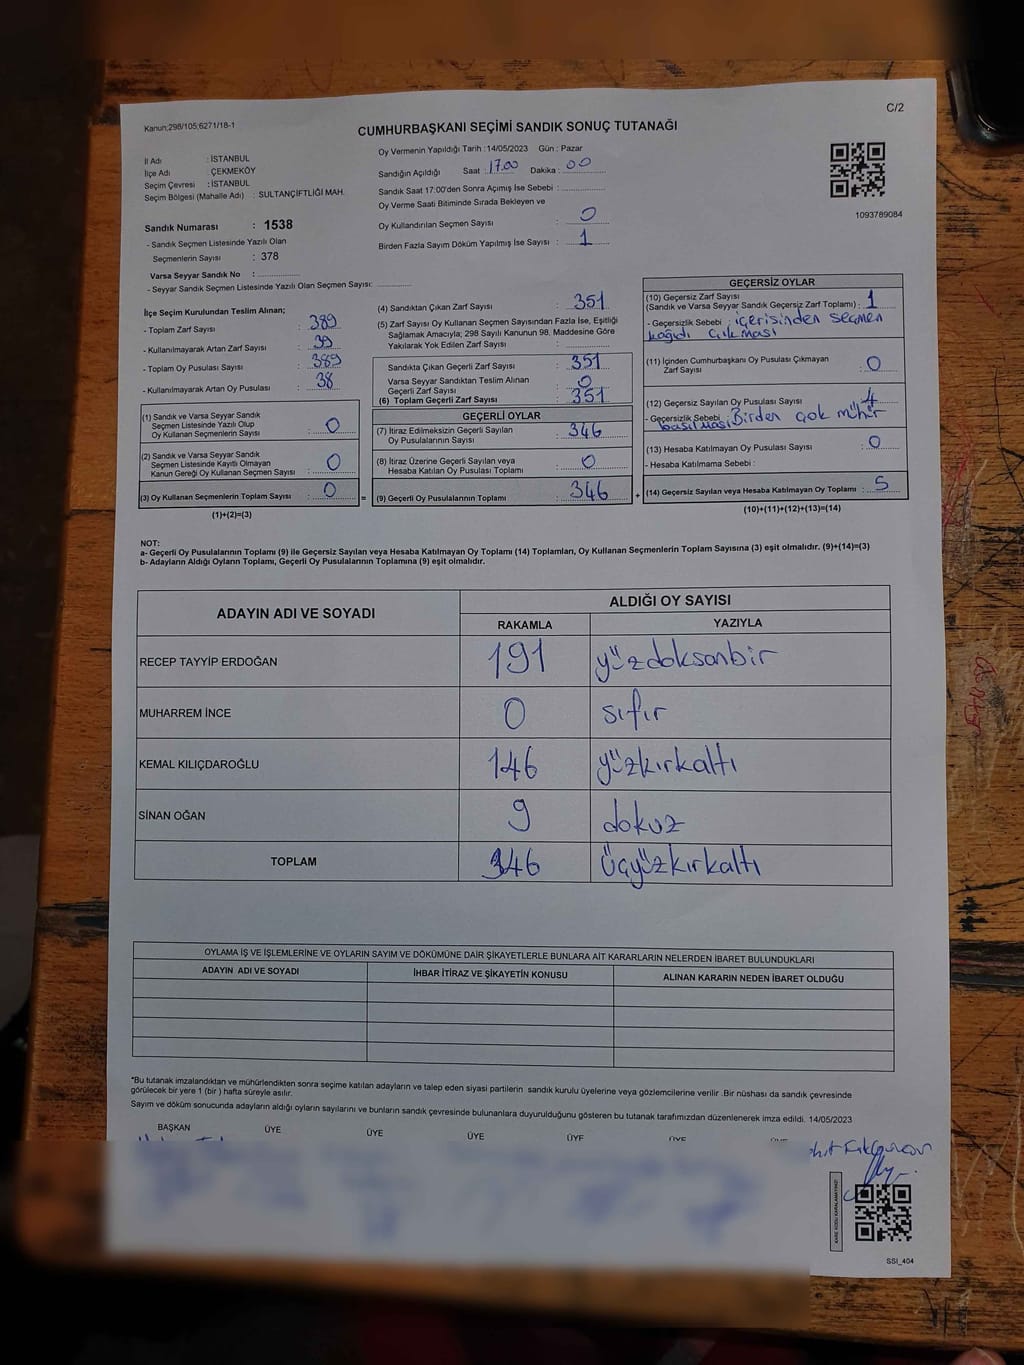 C/2
Kanun;298/105;6271/18-1
CUMHURBAŞKANI SEÇİMİ SANDIK SONUÇ TUTANAĞI
İl Adı : İSTANBUL
İlçe Adı : ÇEKMEKÖY
Seçim Çevresi : İSTANBUL
Seçim Bölgesi (Mahalle Adı) : SULTANÇİFTLİĞİ MAH.
Sandık Numarası : 1538
- Sandık Seçmen Listesinde Yazılı Olan
Seçmenlerin Sayısı : 378
Varsa Seyyar Sandık No :
- Seyyar Sandık Seçmen Listesinde Yazılı Olan Seçmen Sayısı:
Oy Vermenin Yapıldığı Tarih :14/05/2023 Gün : Pazar
Sandığın Açıldığı Saat :17.00 Dakika :00
Sandık Saat 17:00'den Sonra Açımış İse Sebebi :
Oy Verme Saati Bitiminde Sırada Bekleyen ve
Oy Kullandırılan Seçmen Sayısı : 0
Birden Fazla Sayım Döküm Yapılmış İse Sayısı : 1
1093789084
İlçe Seçim Kurulundan Teslim Alınan;
- Toplam Zarf Sayısı : 389
- Kullanılmayarak Artan Zarf Sayısı : 39
- Toplam Oy Pusulası Sayısı : 389
- Kullanılmayarak Artan Oy Pusulası : 38
(1) Sandık ve Varsa Seyyar Sandık
Seçmen Listesinde Yazılı Olup
Oy Kullanan Seçmenlerin Sayısı : 0
(2) Sandık ve Varsa Seyyar Sandık
Seçmen Listesinde Kayıtlı Olmayan
Kanun Gereği Oy Kullanan Seçmen Sayısı : 0
(3) Oy Kullanan Seçmenlerin Toplam Sayısı : 0 =
(1)+(2)=(3)
(4) Sandıktan Çıkan Zarf Sayısı : 351
(5) Zarf Sayısı Oy Kullanan Seçmen Sayısından Fazla İse, Eşitliği
Sağlamak Amacıyla; 298 Sayılı Kanunun 98. Maddesine Göre
Yakılarak Yok Edilen Zarf Sayısı :
Sandıkta Çıkan Geçerli Zarf Sayısı : 351
Varsa Seyyar Sandıktan Teslim Alınan
Geçerli Zarf Sayısı : 0
(6) Toplam Geçerli Zarf Sayısı : 351
GEÇERLİ OYLAR
(7) İtiraz Edilmeksizin Geçerli Sayılan
Oy Pusulalarının Sayısı : 346
(8) İtiraz Üzerine Geçerli Sayılan veya
Hesaba Katılan Oy Pusulası Toplamı : 0
(9) Geçerli Oy Pusulalarının Toplamı : 346 +
GEÇERSİZ OYLAR
(10) Geçersiz Zarf Sayısı
(Sandık ve Varsa Seyyar Sandık Geçersiz Zarf Toplamı) : 1
- Geçersizlik Sebebi : içerisinden seçmen
kağıdı çıkması
(11) İçinden Cumhurbaşkanı Oy Pusulası Çıkmayan
Zarf Sayısı : 0
(12) Geçersiz Sayılan Oy Pusulası Sayısı : 4
- Geçersizlik Sebebi : Birden çok mühür
basılması
(13) Hesaba Katılmayan Oy Pusulası Sayısı : 0
- Hesaba Katılmama Sebebi :
(14) Geçersiz Sayılan veya Hesaba Katılmayan Oy Toplamı : 5
(10)+(11)+(12)+(13)=(14)
NOT:
a- Geçerli Oy Pusulalarının Toplamı (9) ile Geçersiz Sayılan veya Hesaba Katılmayan Oy Toplamı (14) Toplamları, Oy Kullanan Seçmenlerin Toplam Sayısına (3) eşit olmalıdır. (9)+(14)=(3)
b- Adayların Aldığı Oyların Toplamı, Geçerli Oy Pusulalarının Toplamına (9) eşit olmalıdır.
ADAYIN ADI VE SOYADI ALDIĞI OY SAYISI
RAKAMLA YAZIYLA
RECEP TAYYİP ERDOĞAN 191 yüzdoksanbir
MUHARREM İNCE 0 sıfır
KEMAL KILIÇDAROĞLU 146 yüzkırkaltı
SİNAN OĞAN 9 dokuz
TOPLAM 346 üçyüzkırkaltı
OYLAMA İŞ VE İŞLEMLERİNE VE OYLARIN SAYIM VE DÖKÜMÜNE DAİR ŞİKAYETLERLE BUNLARA AİT KARARLARIN NELERDEN İBARET BULUNDUKLARI
ADAYIN ADI VE SOYADI İHBAR İTİRAZ VE ŞİKAYETİN KONUSU ALINAN KARARIN NEDEN İBARET OLDUĞU
*Bu tutanak imzalandıktan ve mühürlendikten sonra seçime katılan adayların ve talep eden siyasi partilerin sandık kurulu üyelerine veya gözlemcilerine verilir .Bir nüshası da sandık çevresinde
görülecek bir yere 1 (bir ) hafta süreyle asılır.
Sayım ve döküm sonucunda adayların aldığı oyların sayılarını ve bunların sandık çevresinde bulunanlara duyurulduğunu gösteren bu tutanak tarafımızdan düzenlenerek imza edildi. 14/05/2023
BAŞKAN ÜYE ÜYE ÜYE ÜYE ÜYE
KARE KODU KARALAMAYINIZ!
SSI_404